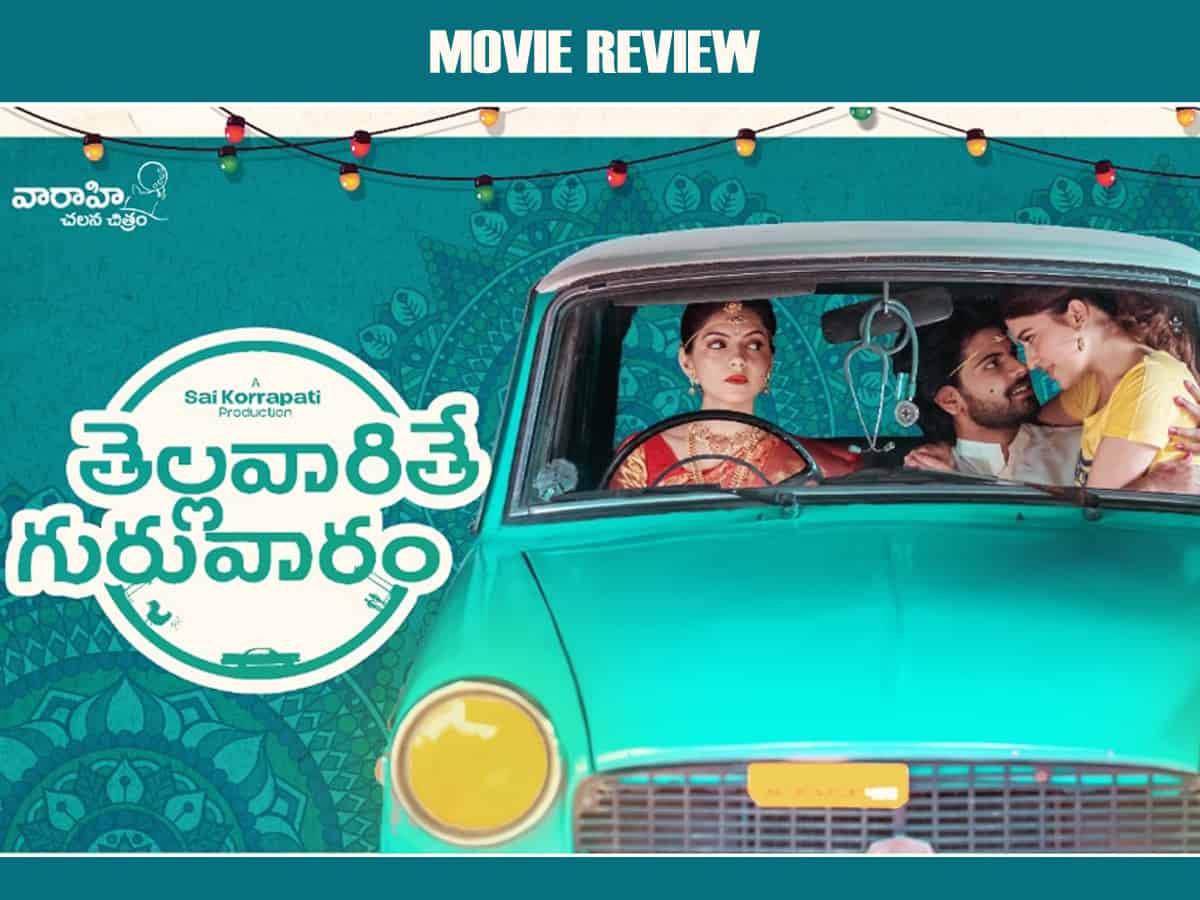 MOVIE REVIEW
వారాహి
చలన చిత్రం
A
Sai Korrapati
Production
తెల్లవారితే
గురువారం